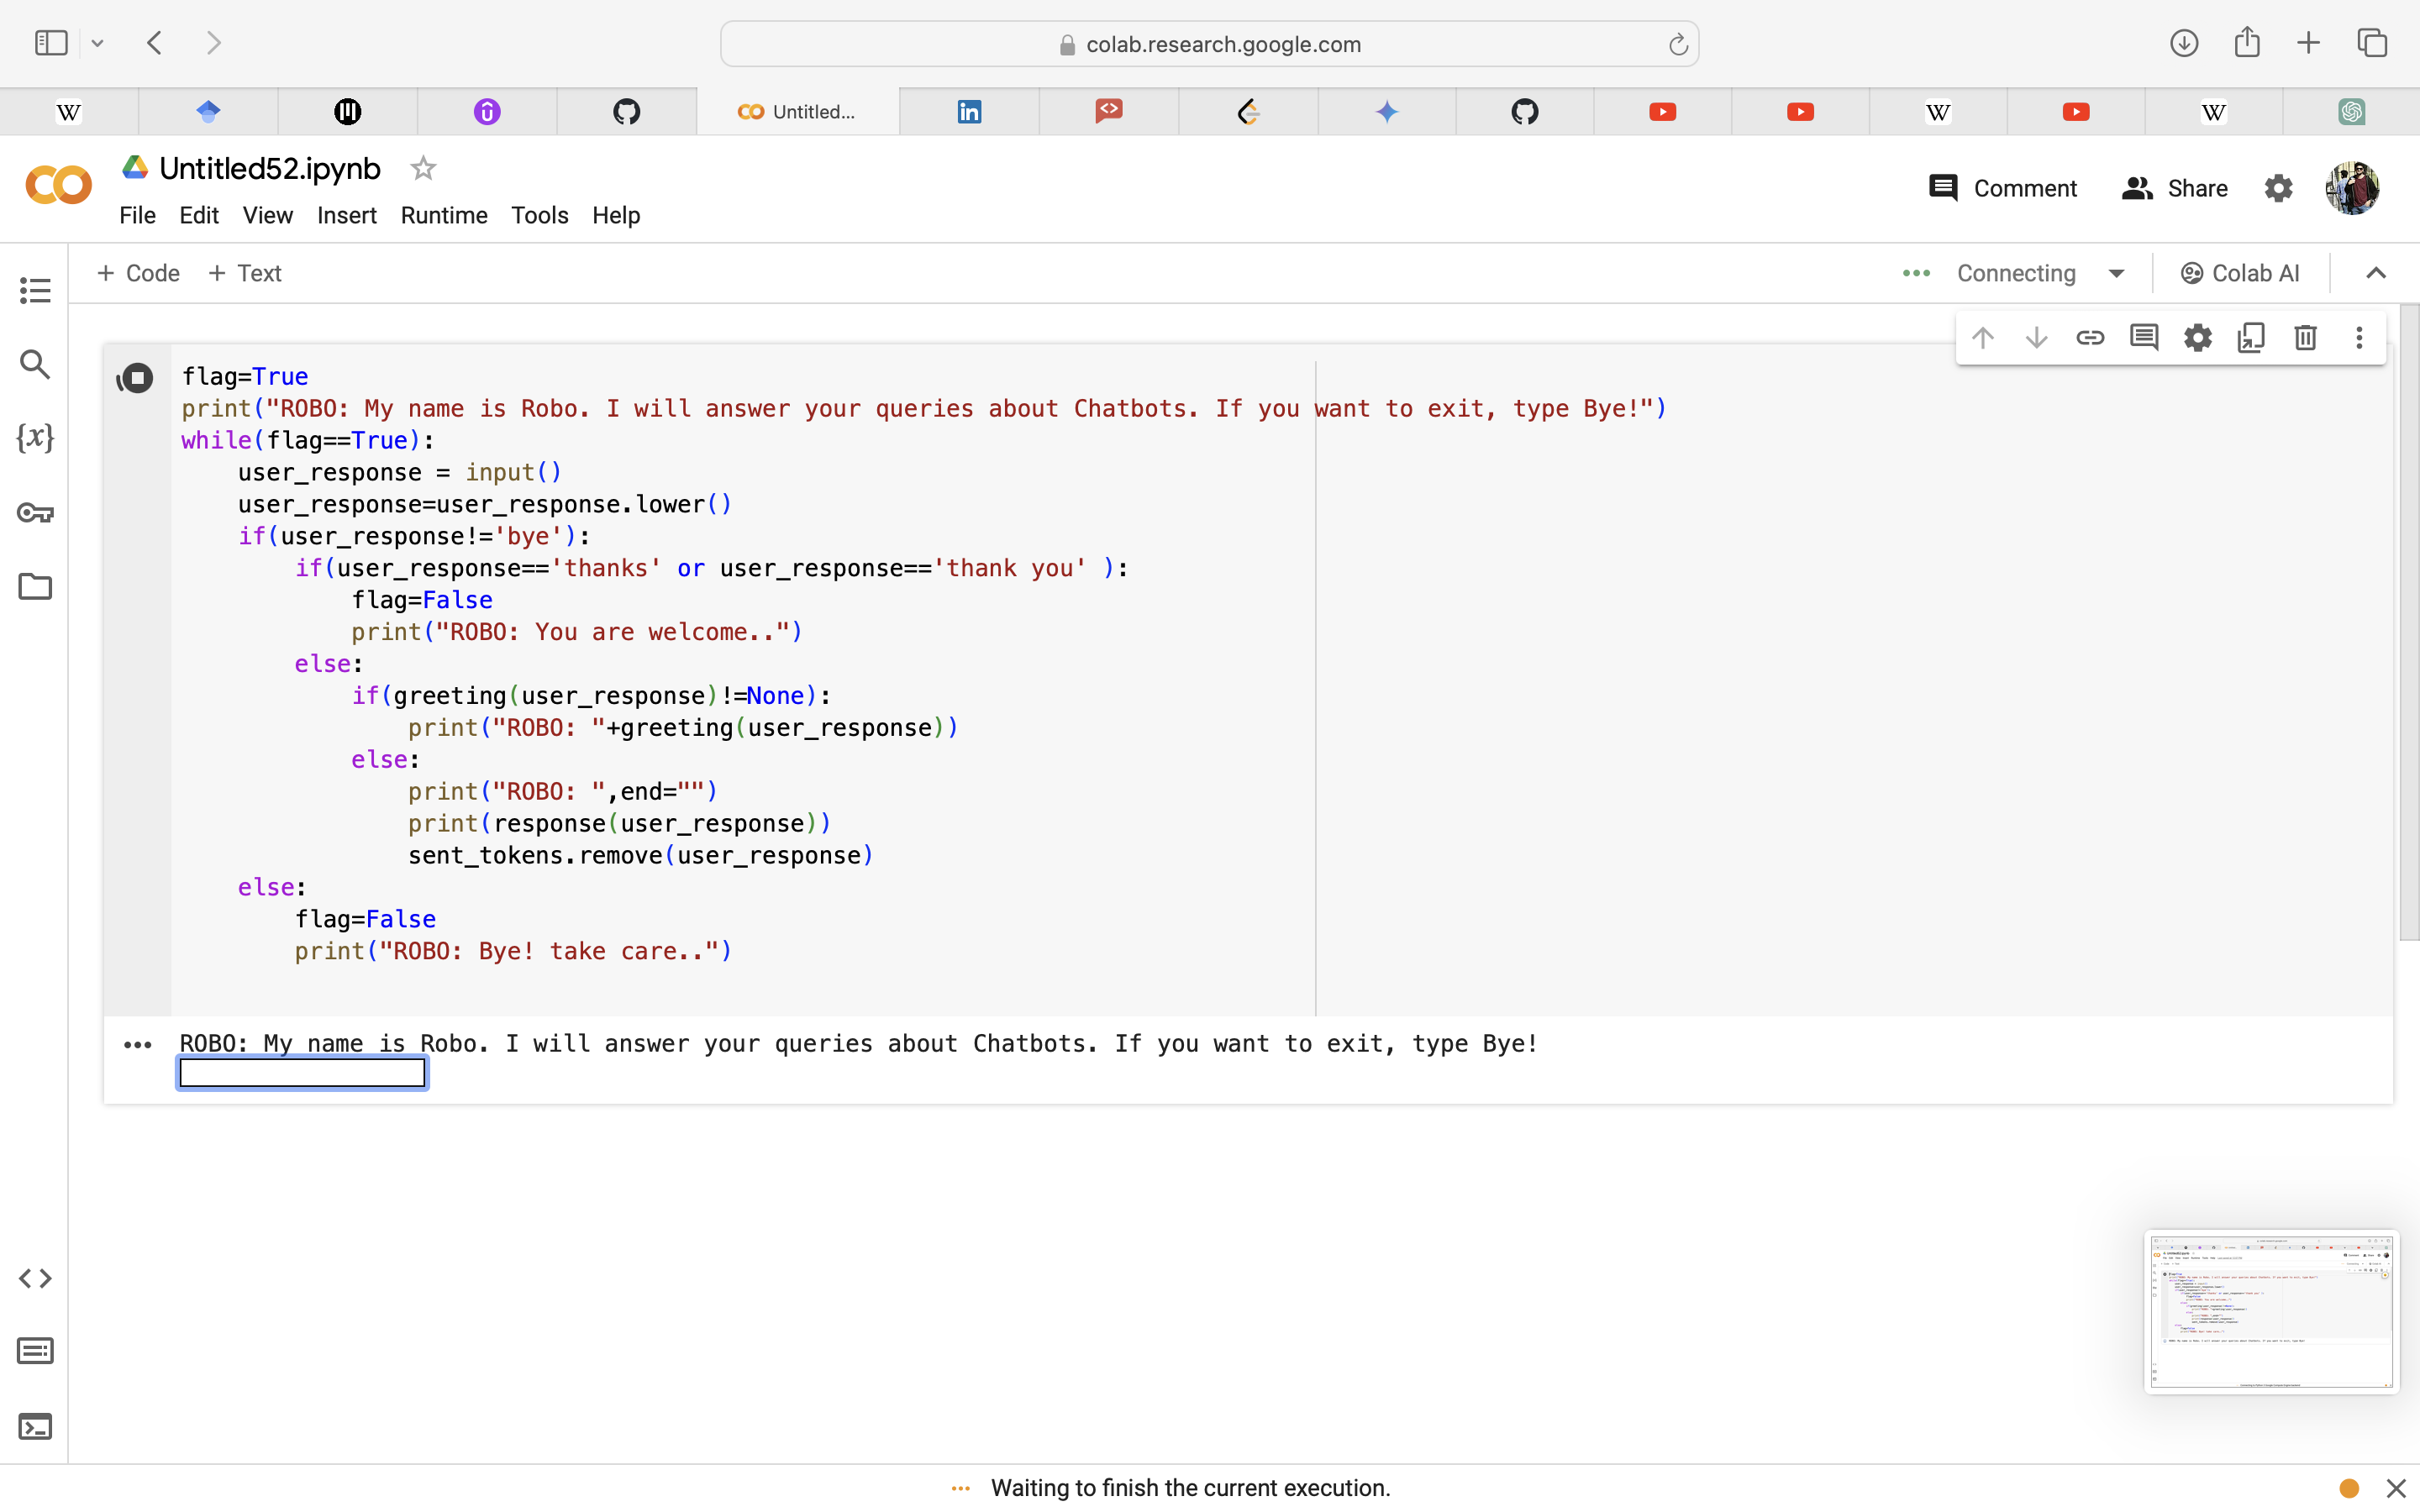 colab.research.google.com
W
Untitled...
in
W
W
Untitled52.ipynb
Comment
Share
File Edit View Insert Runtime Tools Help
+ Code + Text
Connecting
Colab AI
{x}
flag=True
print("ROBO: My name is Robo. I will answer your queries about Chatbots. If you want to exit, type Bye!")
while(flag==True):
    user_response = input()
    user_response=user_response.lower()
    if(user_response!='bye'):
        if(user_response=='thanks' or user_response=='thank you' ):
            flag=False
            print("ROBO: You are welcome..")
        else:
            if(greeting(user_response)!=None):
                print("ROBO: "+greeting(user_response))
            else:
                print("ROBO: ",end="")
                print(response(user_response))
                sent_tokens.remove(user_response)
    else:
        flag=False
        print("ROBO: Bye! take care..")
ROBO: My name is Robo. I will answer your queries about Chatbots. If you want to exit, type Bye!
Waiting to finish the current execution.